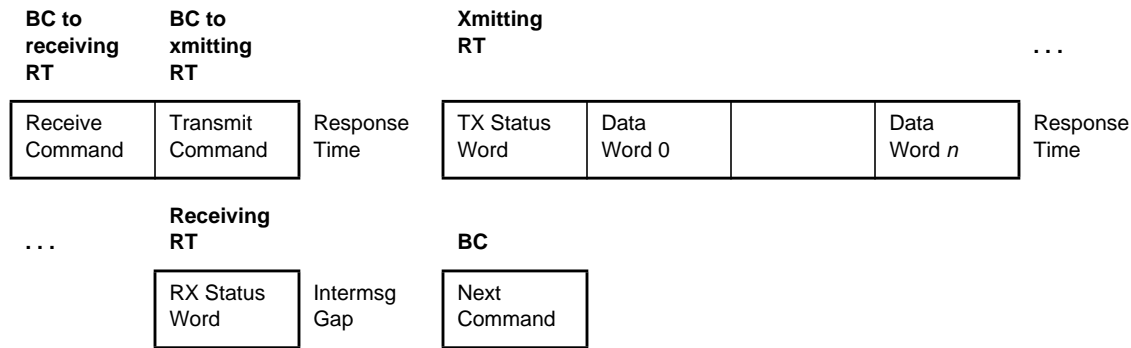 BC to
receiving
RT
BC to
xmitting
RT
Xmitting
RT
. . .
Receive
Command
Transmit
Command
Response
Time
TX Status
Word
Data
Word 0
Data
Word n
Response
Time
. . .
Receiving
RT
BC
RX Status
Word
Intermsg
Gap
Next
Command